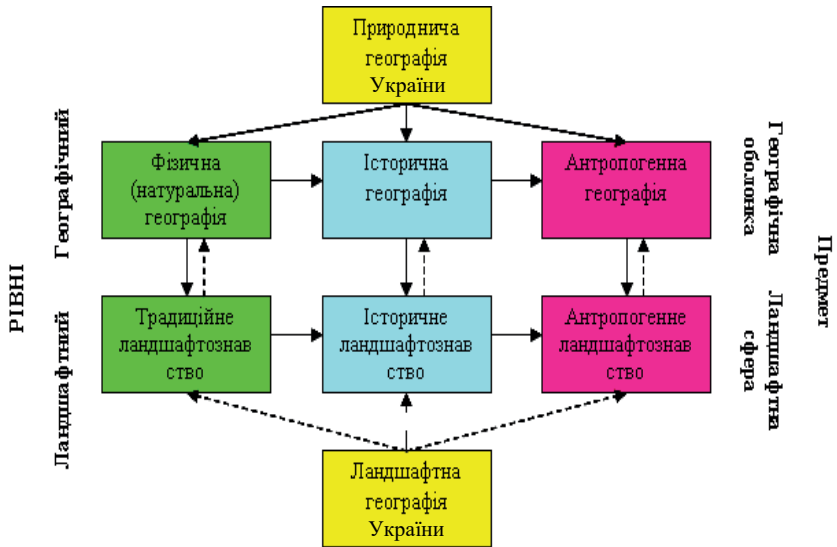 Природнича
географія
України
Географічний
Фізична
(натуральна)
географія
Історична
географія
Антропогенна
географія
Географічна
оболонка
РІВНІ
Предмет
Ландшафтний
Традиційне
ландшафтознав
ство
Історичне
ландшафтознав
ство
Антропогенне
ландшафтознав
ство
Ландшафтна
сфера
Ландшафтна
географія
України